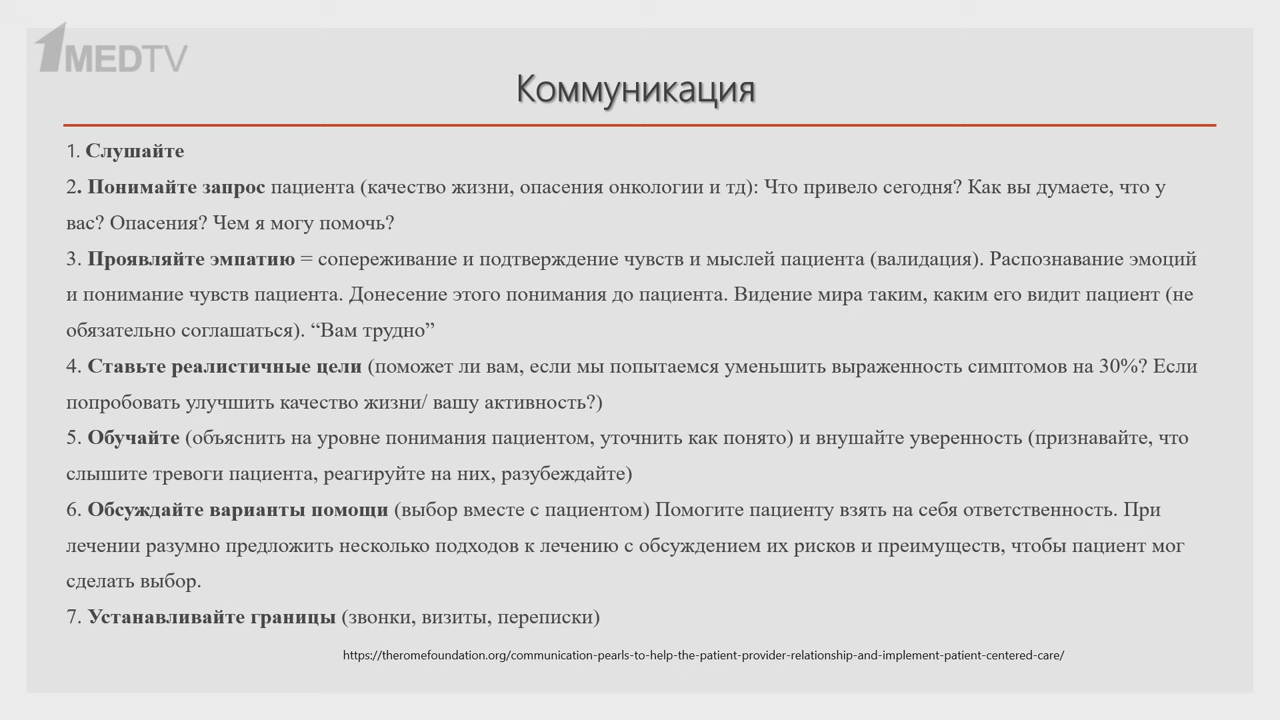 1MEDTV
Коммуникация
1. Слушайте
2. Понимайте запрос пациента (качество жизни, опасения онкологии и тд): Что привело сегодня? Как вы думаете, что у
вас? Опасения? Чем я могу помочь?
3. Проявляйте эмпатию = сопереживание и подтверждение чувств и мыслей пациента (валидация). Распознавание эмоций
и понимание чувств пациента. Донесение этого понимания до пациента. Видение мира таким, каким его видит пациент (не
обязательно соглашаться). “Вам трудно”
4. Ставьте реалистичные цели (поможет ли вам, если мы попытаемся уменьшить выраженность симптомов на 30%? Если
попробовать улучшить качество жизни/ вашу активность?)
5. Обучайте (объяснить на уровне понимания пациентом, уточнить как понято) и внушайте уверенность (признавайте, что
слышите тревоги пациента, реагируйте на них, разубеждайте)
6. Обсуждайте варианты помощи (выбор вместе с пациентом) Помогите пациенту взять на себя ответственность. При
лечении разумно предложить несколько подходов к лечению с обсуждением их рисков и преимуществ, чтобы пациент мог
сделать выбор.
7. Устанавливайте границы (звонки, визиты, переписки)
https://theromefoundation.org/communication-pearls-to-help-the-patient-provider-relationship-and-implement-patient-centered-care/